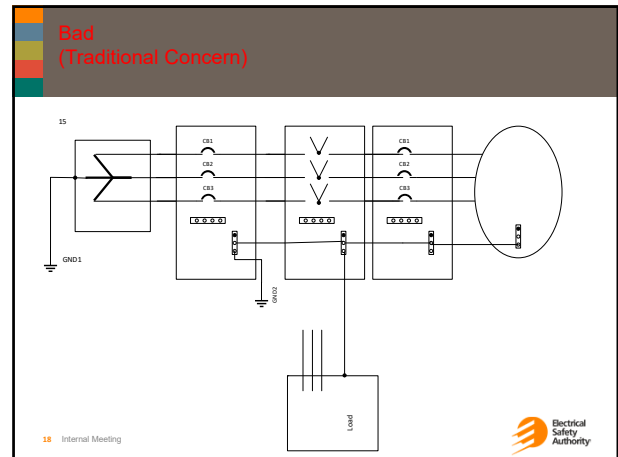 Bad
(Traditional Concern)
15
CB1
CB2
CB3
CB1
CB2
CB3
GND1
GND2
Load
18 Internal Meeting
Electrical
Safety
Authority